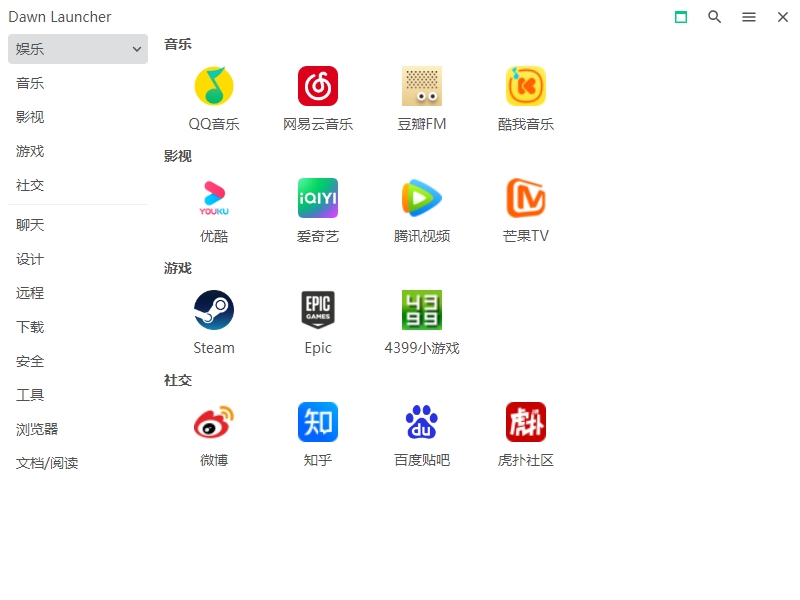 Dawn Launcher
娱乐
音乐
影视
游戏
社交
聊天
设计
远程
下载
安全
工具
浏览器
文档/阅读
音乐
QQ音乐 网易云音乐 豆瓣FM 酷我音乐
影视
YOUKU iQIYI
优酷 爱奇艺 腾讯视频 芒果TV
游戏
EPIC GAMES 4399
Steam Epic 4399小游戏
社交
知 du 虎扑
微博 知乎 百度贴吧 虎扑社区